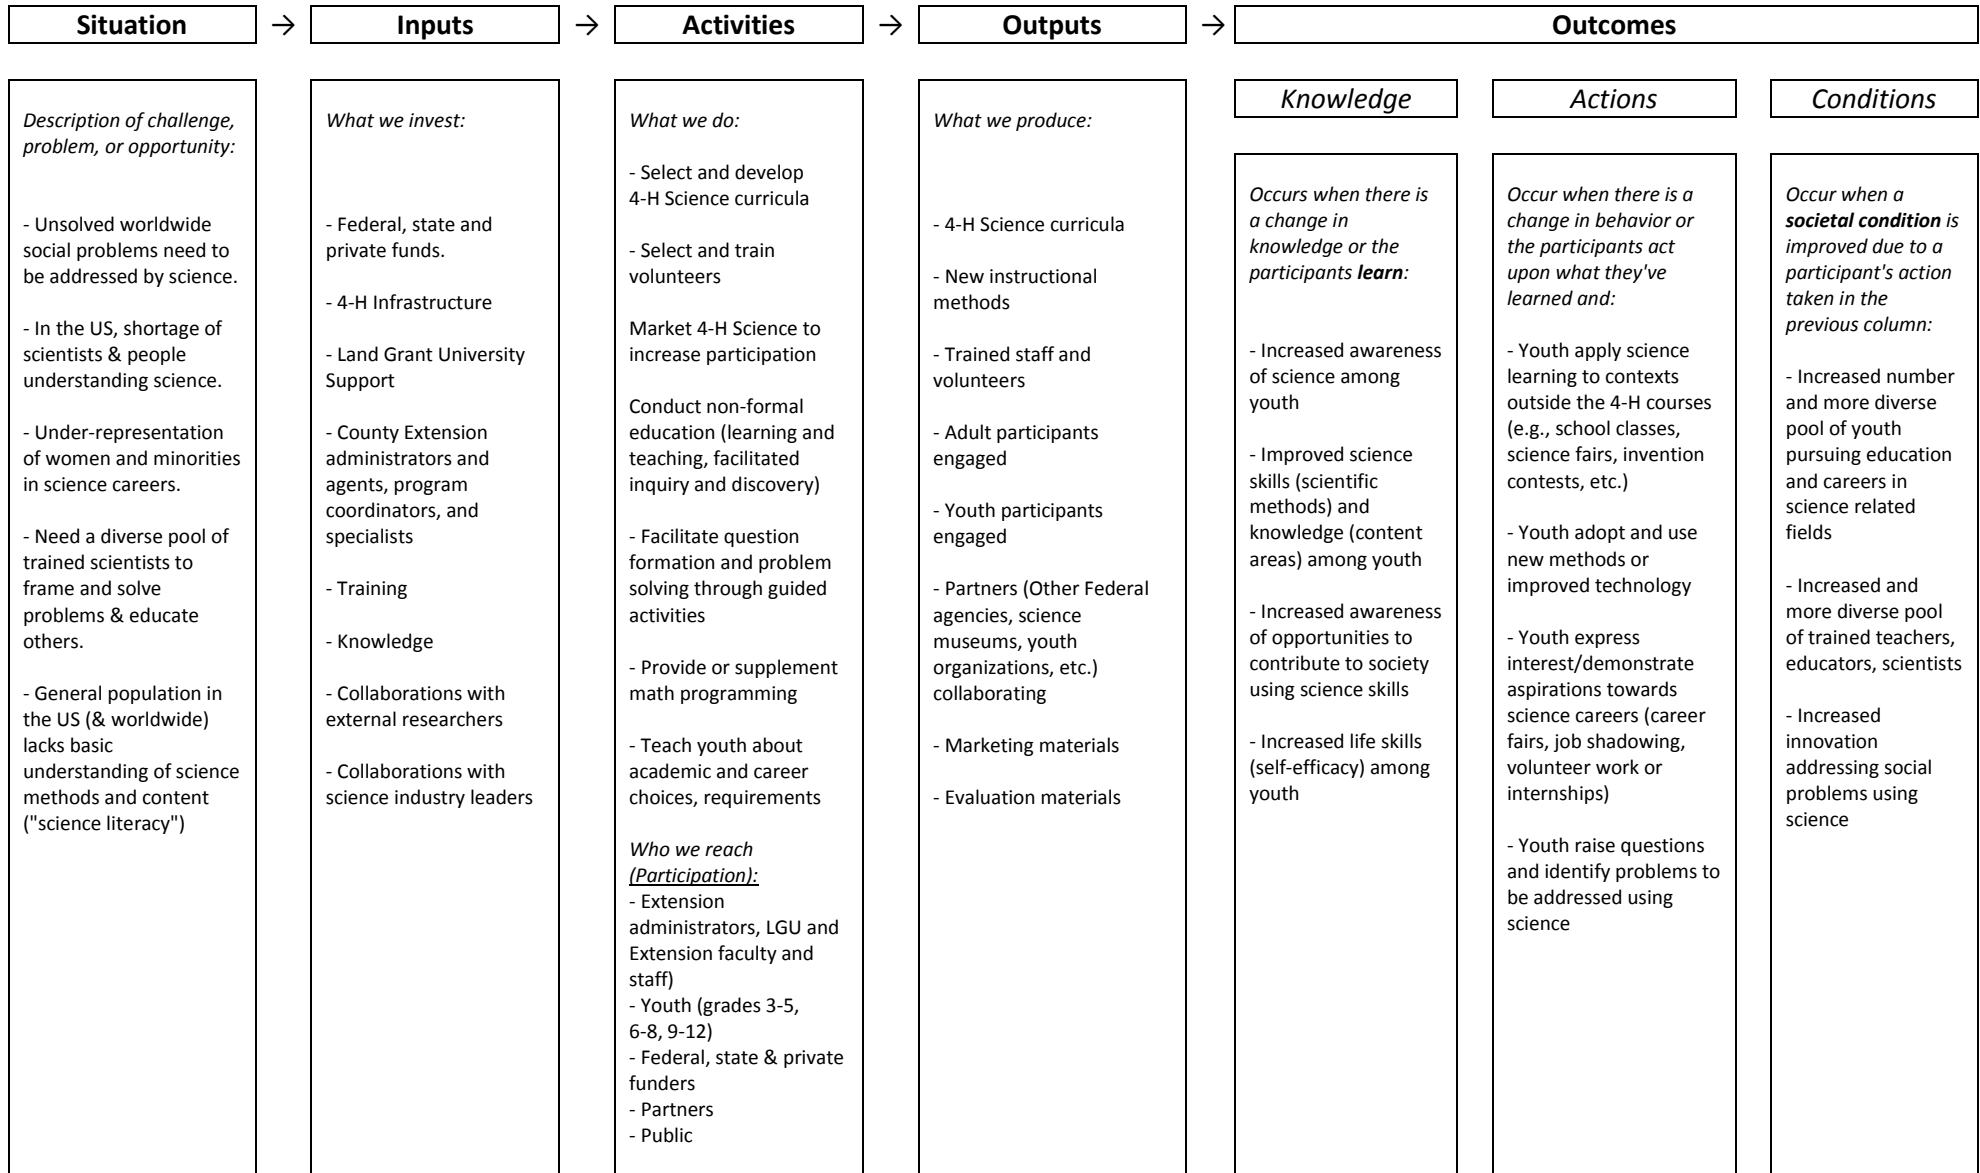 Situation → Inputs → Activities → Outputs → Outcomes
Description of challenge,
problem, or opportunity:
- Unsolved worldwide
social problems need to
be addressed by science.
- In the US, shortage of
scientists & people
understanding science.
- Under-representation
of women and minorities
in science careers.
- Need a diverse pool of
trained scientists to
frame and solve
problems & educate
others.
- General population in
the US (& worldwide)
lacks basic
understanding of science
methods and content
("science literacy")
What we invest:
- Federal, state and
private funds.
- 4-H Infrastructure
- Land Grant University
Support
- County Extension
administrators and
agents, program
coordinators, and
specialists
- Training
- Knowledge
- Collaborations with
external researchers
- Collaborations with
science industry leaders
What we do:
- Select and develop
4-H Science curricula
- Select and train
volunteers
Market 4-H Science to
increase participation
Conduct non-formal
education (learning and
teaching, facilitated
inquiry and discovery)
- Facilitate question
formation and problem
solving through guided
activities
- Provide or supplement
math programming
- Teach youth about
academic and career
choices, requirements
Who we reach
(Participation):
- Extension
administrators, LGU and
Extension faculty and
staff)
- Youth (grades 3-5,
6-8, 9-12)
- Federal, state & private
funders
- Partners
- Public
What we produce:
- 4-H Science curricula
- New instructional
methods
- Trained staff and
volunteers
- Adult participants
engaged
- Youth participants
engaged
- Partners (Other Federal
agencies, science
museums, youth
organizations, etc.)
collaborating
- Marketing materials
- Evaluation materials
Knowledge
Occurs when there is
a change in
knowledge or the
participants learn:
- Increased awareness
of science among
youth
- Improved science
skills (scientific
methods) and
knowledge (content
areas) among youth
- Increased awareness
of opportunities to
contribute to society
using science skills
- Increased life skills
(self-efficacy) among
youth
Actions
Occur when there is a
change in behavior or
the participants act
upon what they've
learned and:
- Youth apply science
learning to contexts
outside the 4-H courses
(e.g., school classes,
science fairs, invention
contests, etc.)
- Youth adopt and use
new methods or
improved technology
- Youth express
interest/demonstrate
aspirations towards
science careers (career
fairs, job shadowing,
volunteer work or
internships)
- Youth raise questions
and identify problems to
be addressed using
science
Conditions
Occur when a
societal condition is
improved due to a
participant's action
taken in the
previous column:
- Increased number
and more diverse
pool of youth
pursuing education
and careers in
science related
fields
- Increased and
more diverse pool
of trained teachers,
educators, scientists
- Increased
innovation
addressing social
problems using
science